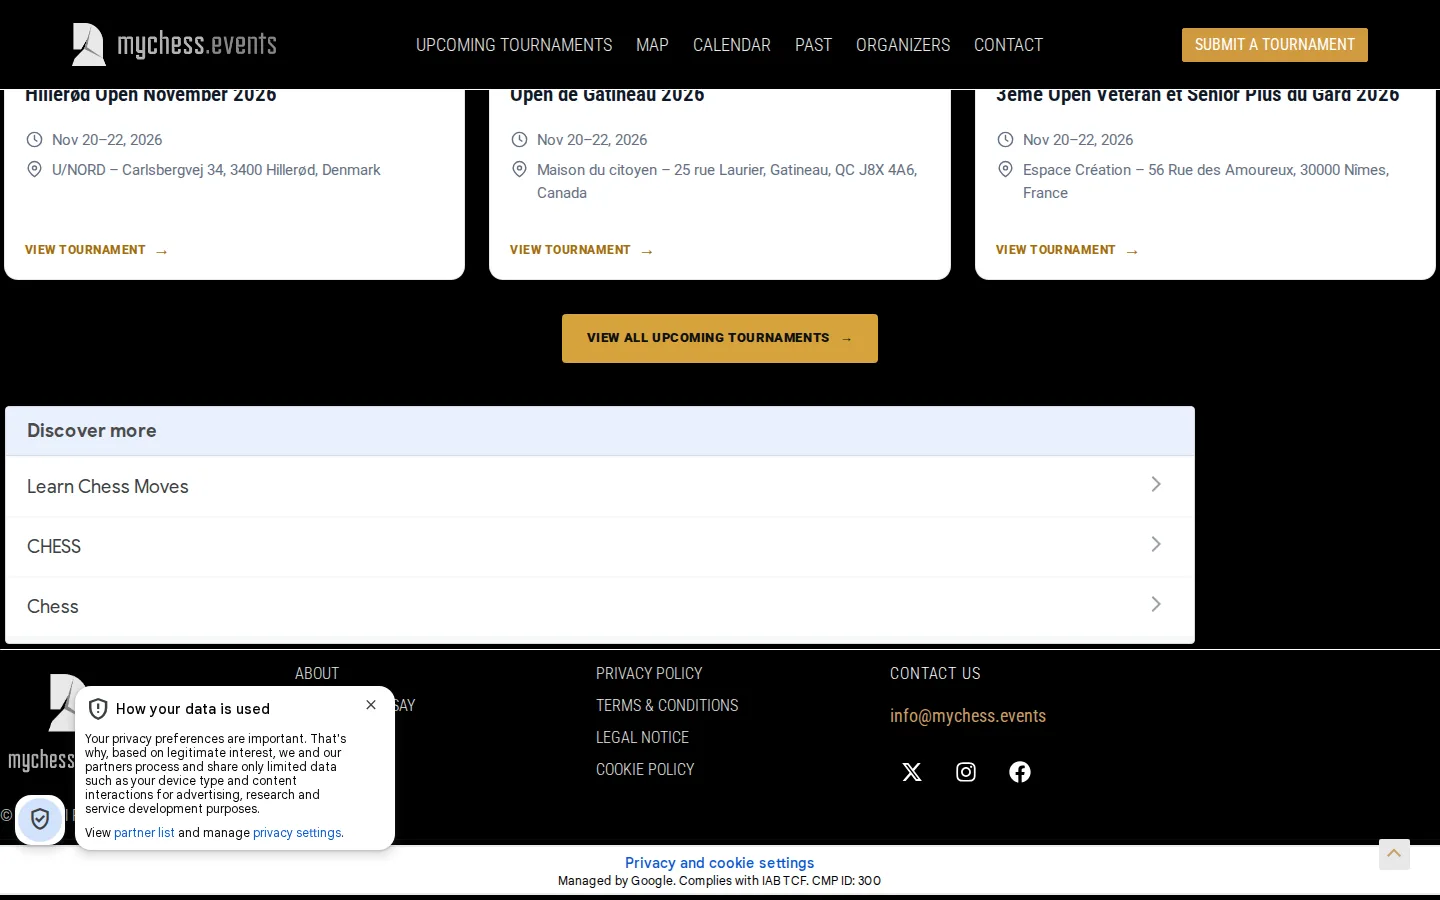 mychess.events
UPCOMING TOURNAMENTS
MAP
CALENDAR
PAST
ORGANIZERS
CONTACT
SUBMIT A TOURNAMENT
Hillerød Open November 2026
Nov 20–22, 2026
U/NORD – Carlsbergvej 34, 3400 Hillerød, Denmark
VIEW TOURNAMENT →
Open de Gatineau 2026
Nov 20–22, 2026
Maison du citoyen – 25 rue Laurier, Gatineau, QC J8X 4A6,
Canada
VIEW TOURNAMENT →
3ème Open Vétéran et Senior Plus du Gard 2026
Nov 20–22, 2026
Espace Création – 56 Rue des Amoureux, 30000 Nîmes,
France
VIEW TOURNAMENT →
VIEW ALL UPCOMING TOURNAMENTS →
Discover more
Learn Chess Moves
CHESS
Chess
mychess
©
ABOUT
SAY
PRIVACY POLICY
TERMS & CONDITIONS
LEGAL NOTICE
COOKIE POLICY
CONTACT US
info@mychess.events
How your data is used
Your privacy preferences are important. That's
why, based on legitimate interest, we and our
partners process and share only limited data
such as your device type and content
interactions for advertising, research and
service development purposes.
View partner list and manage privacy settings.
Privacy and cookie settings
Managed by Google. Complies with IAB TCF. CMP ID: 300